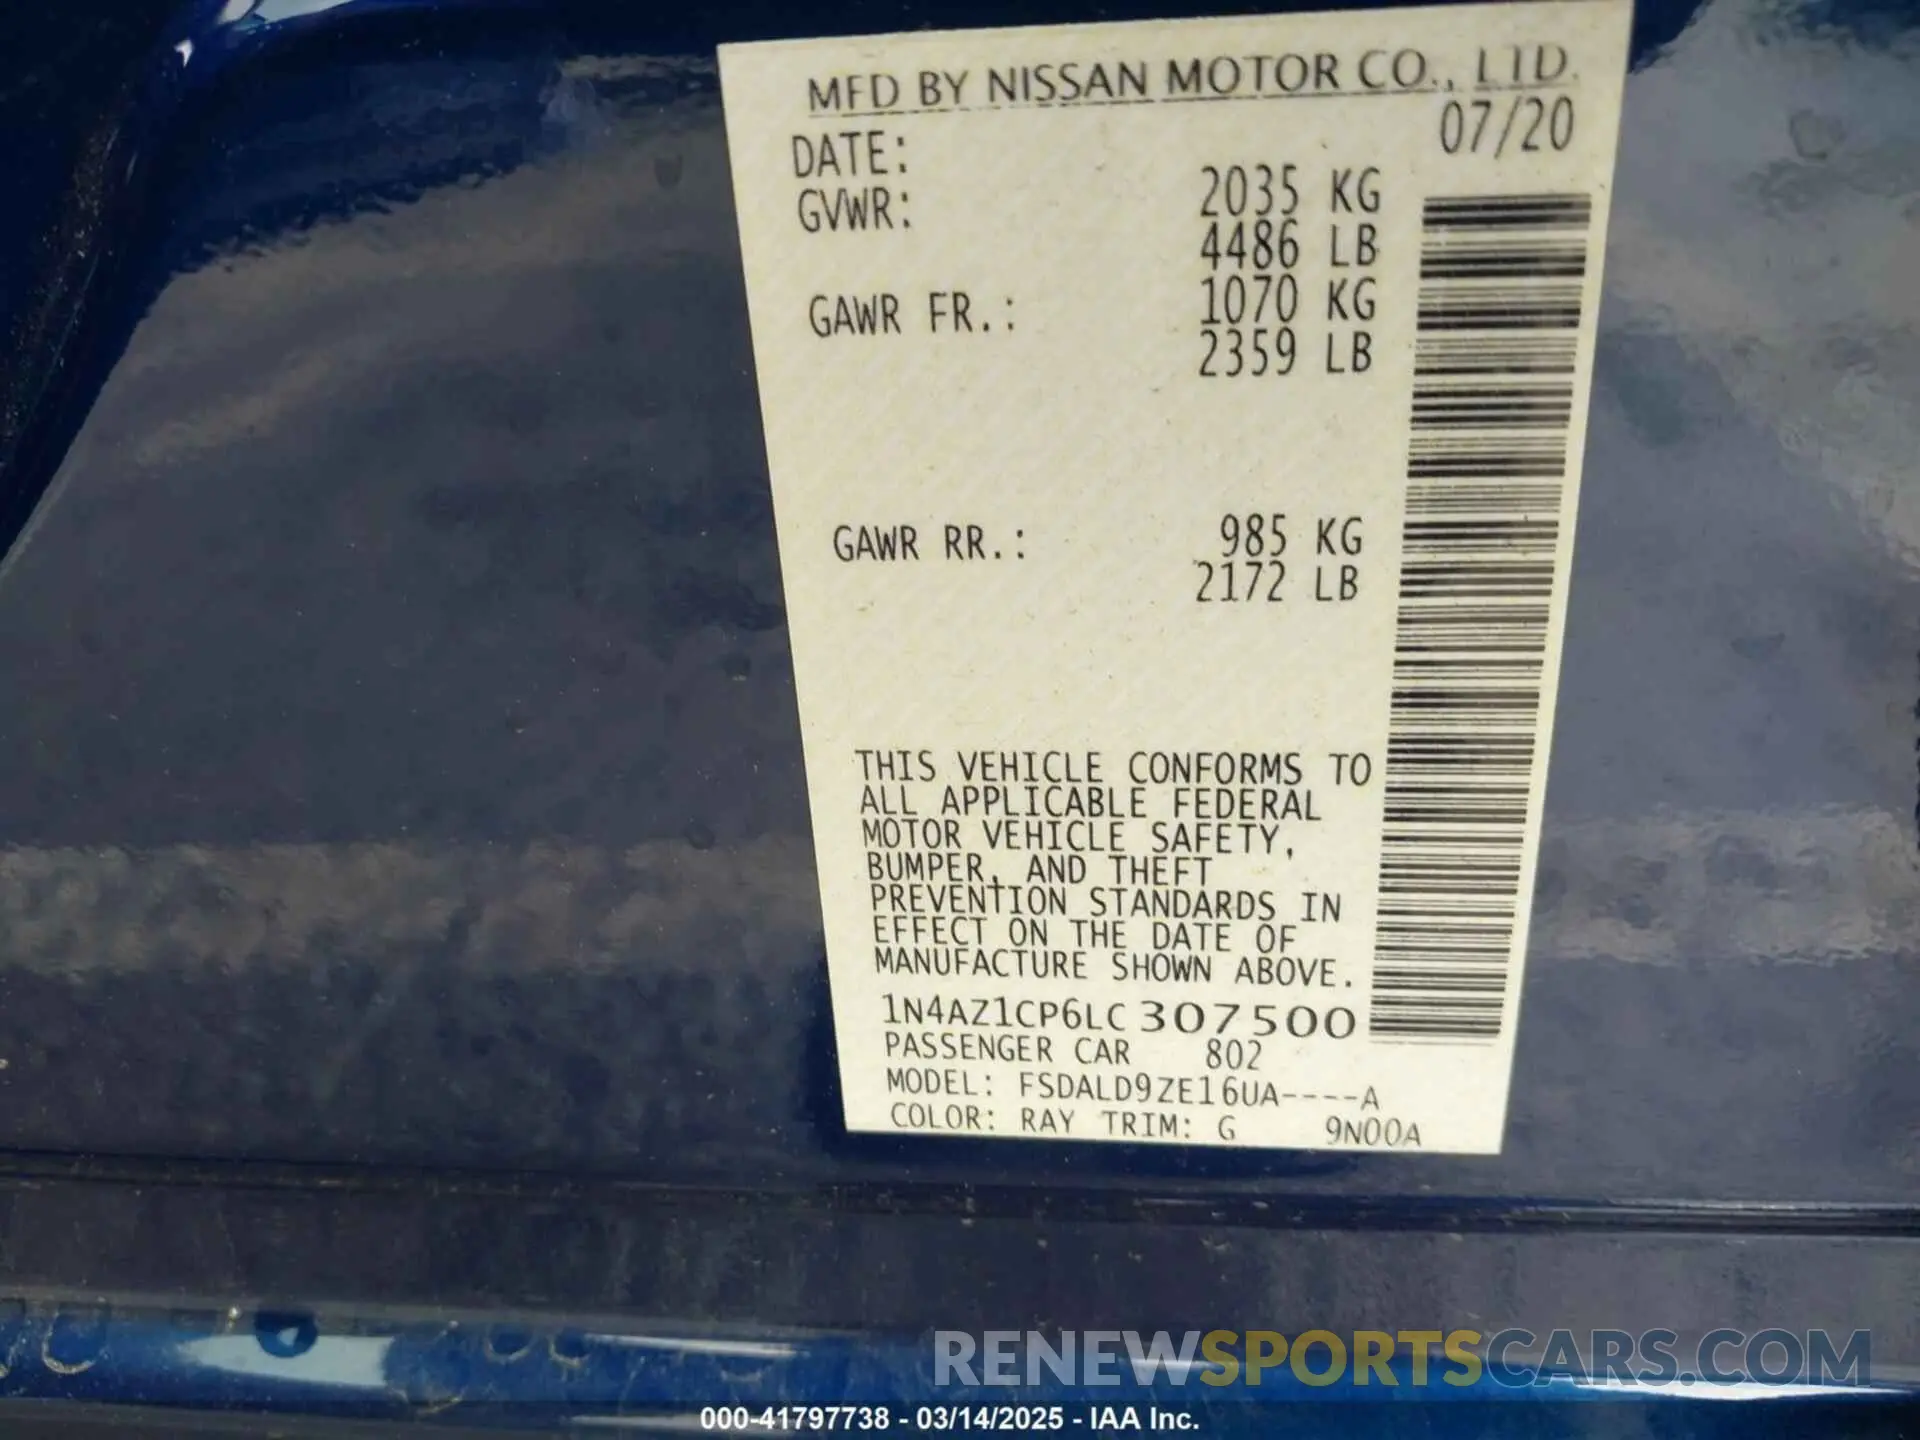 MFD BY NISSAN MOTOR CO., LTD.
DATE: 07/20
GVWR: 2035 KG
4486 LB
GAWR FR.: 1070 KG
2359 LB
GAWR RR.: 985 KG
2172 LB
THIS VEHICLE CONFORMS TO
ALL APPLICABLE FEDERAL
MOTOR VEHICLE SAFETY,
BUMPER, AND THEFT
PREVENTION STANDARDS IN
EFFECT ON THE DATE OF
MANUFACTURE SHOWN ABOVE.
1N4AZ1CP6LC307500
PASSENGER CAR 802
MODEL: FSDALD9ZE16UA----A
COLOR: RAY TRIM: G 9N00A
RENEWSPORTSCARS.COM
000-41797738 - 03/14/2025 - IAA Inc.